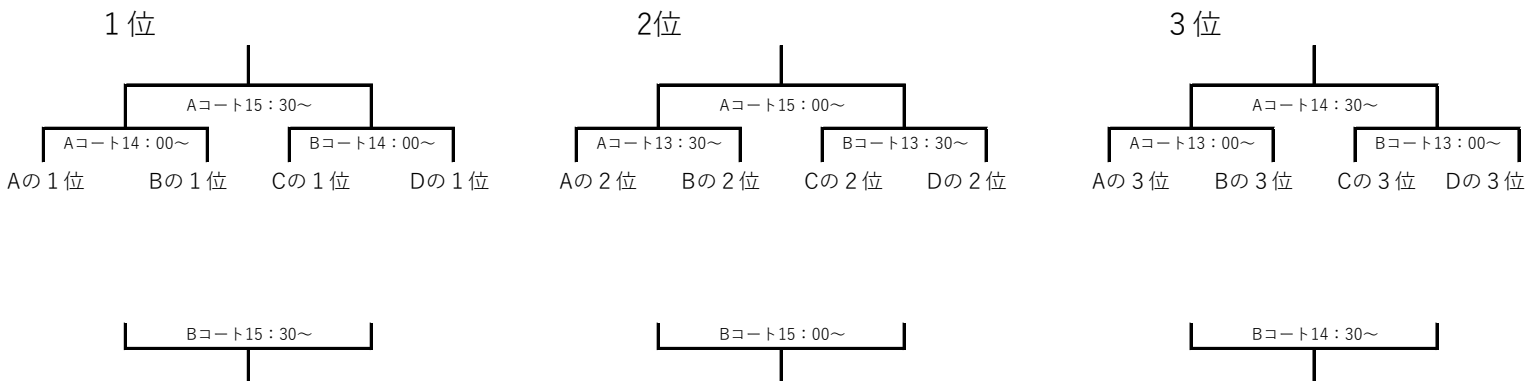 １位 2位 ３位
Aコート15：30～ Aコート15：00～ Aコート14：30～
Aコート14：00～ Bコート14：00～ Aコート13：30～ Bコート13：30～ Aコート13：00～ Bコート13：00～
Aの１位 Bの１位 Cの１位 Dの１位 Aの２位 Bの２位 Cの２位 Dの２位 Aの３位 Bの３位 Cの３位 Dの３位
Bコート15：30～ Bコート15：00～ Bコート14：30～